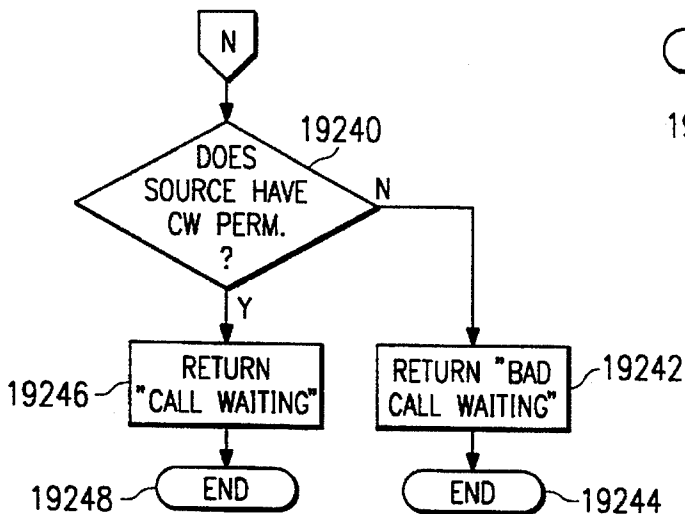 N
19240
DOES
SOURCE HAVE
CW PERM.
?
N
Y
RETURN
"CALL WAITING"
19246
RETURN "BAD
CALL WAITING"
19242
END
19248
END
19244
19